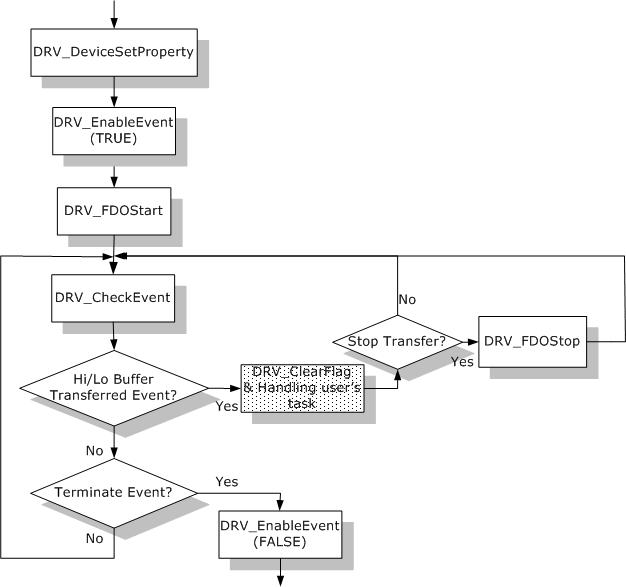 DRV_DeviceSetProperty
DRV_EnableEvent
(TRUE)
DRV_FDOStart
DRV_CheckEvent
No
Stop Transfer?
Yes
DRV_FDOStop
Hi/Lo Buffer
Transferred Event?
Yes
DRV_ClearFlag
& Handling user's
task
No
Terminate Event?
Yes
No
DRV_EnableEvent
(FALSE)